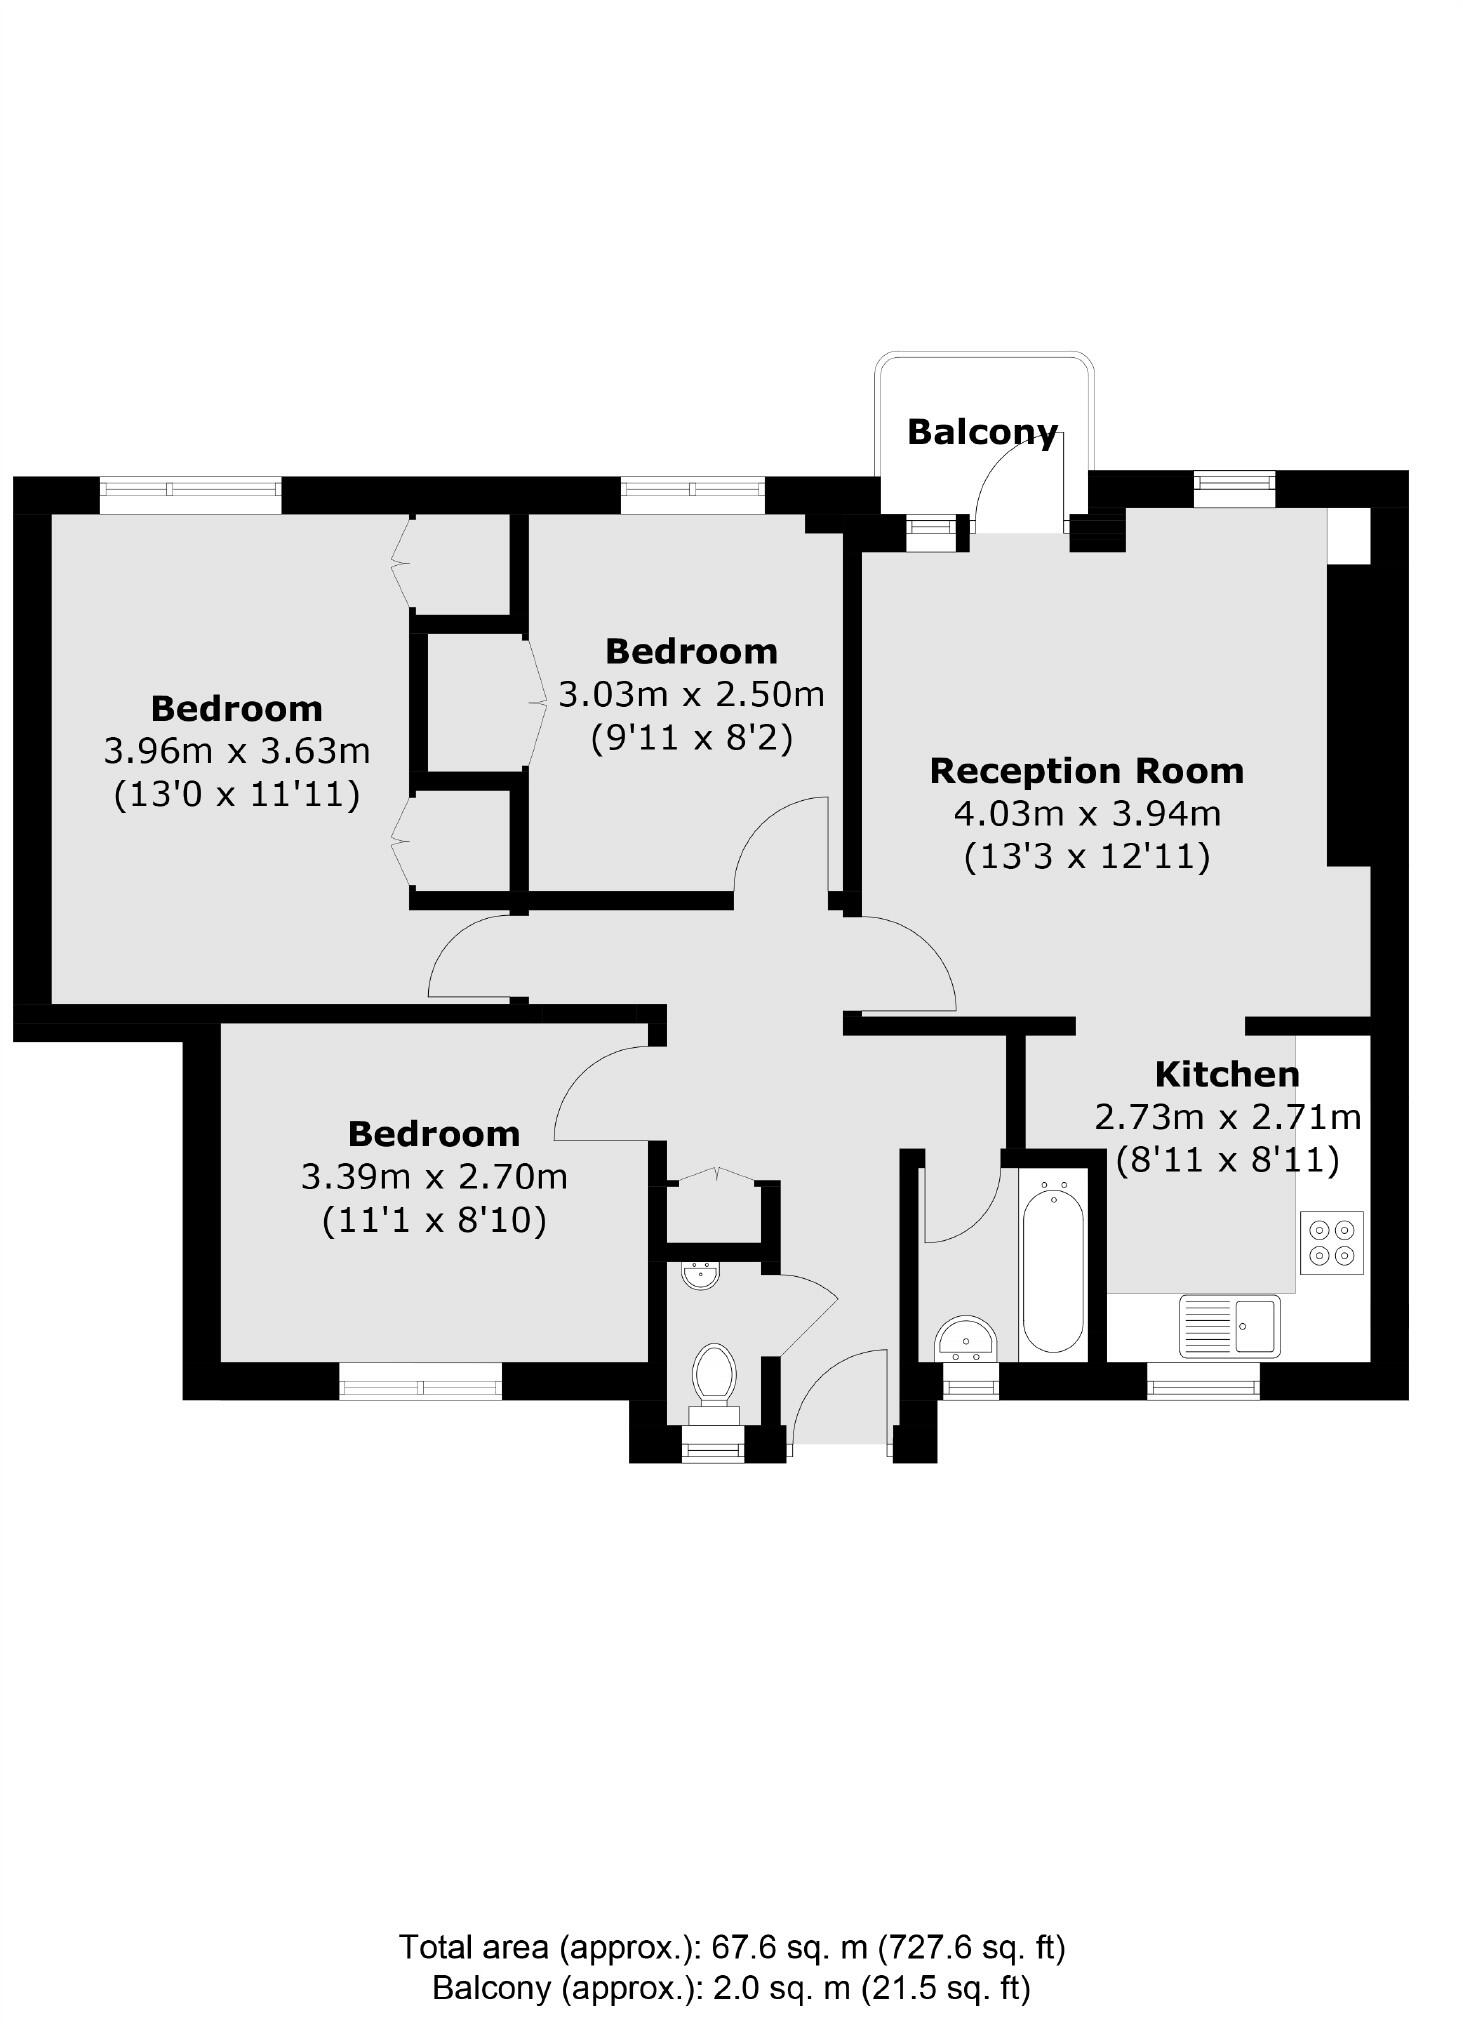 Balcony
Bedroom
3.03m x 2.50m
(9'11 x 8'2)
Bedroom
3.96m x 3.63m
(13'0 x 11'11)
Reception Room
4.03m x 3.94m
(13'3 x 12'11)
Kitchen
2.73m x 2.71m
(8'11 x 8'11)
Bedroom
3.39m x 2.70m
(11'1 x 8'10)
Total area (approx.): 67.6 sq. m (727.6 sq. ft)
Balcony (approx.): 2.0 sq. m (21.5 sq. ft)